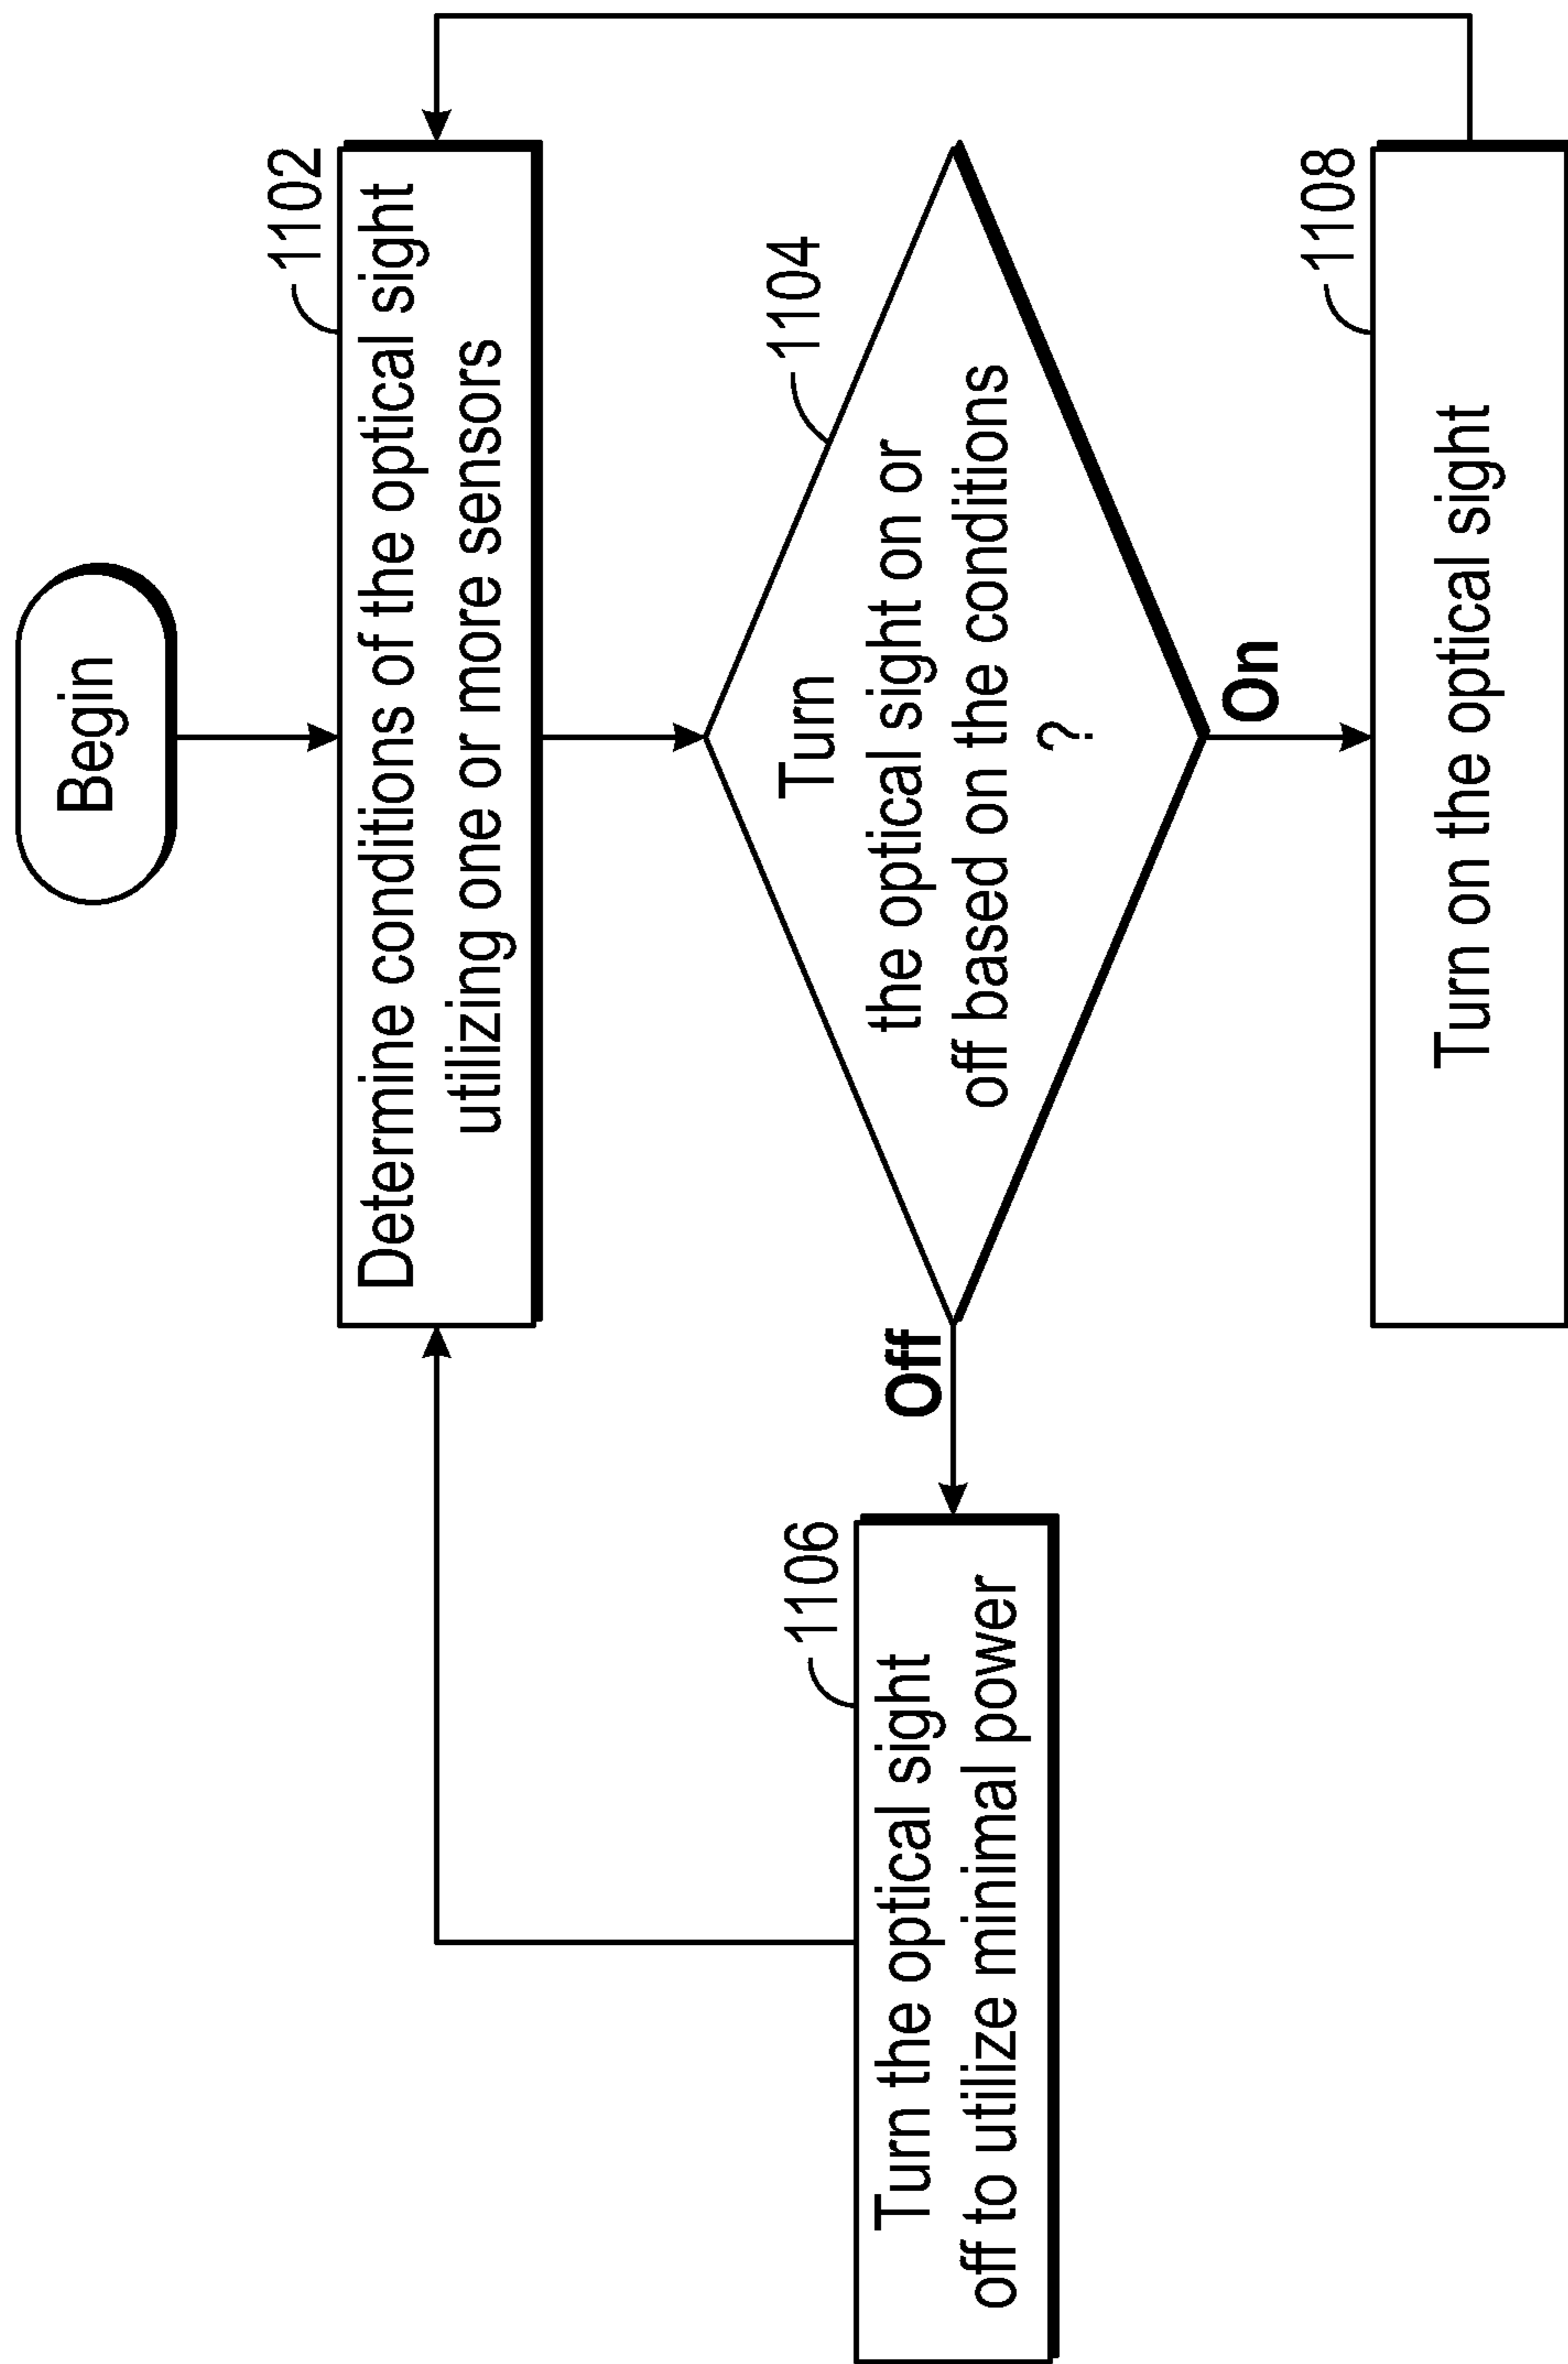 Begin
1102
Determine conditions of the optical sight
utilizing one or more sensors
1104
Turn
the optical sight on or
off based on the conditions
?
Off
On
1106
Turn the optical sight
off to utilize minimal power
1108
Turn on the optical sight